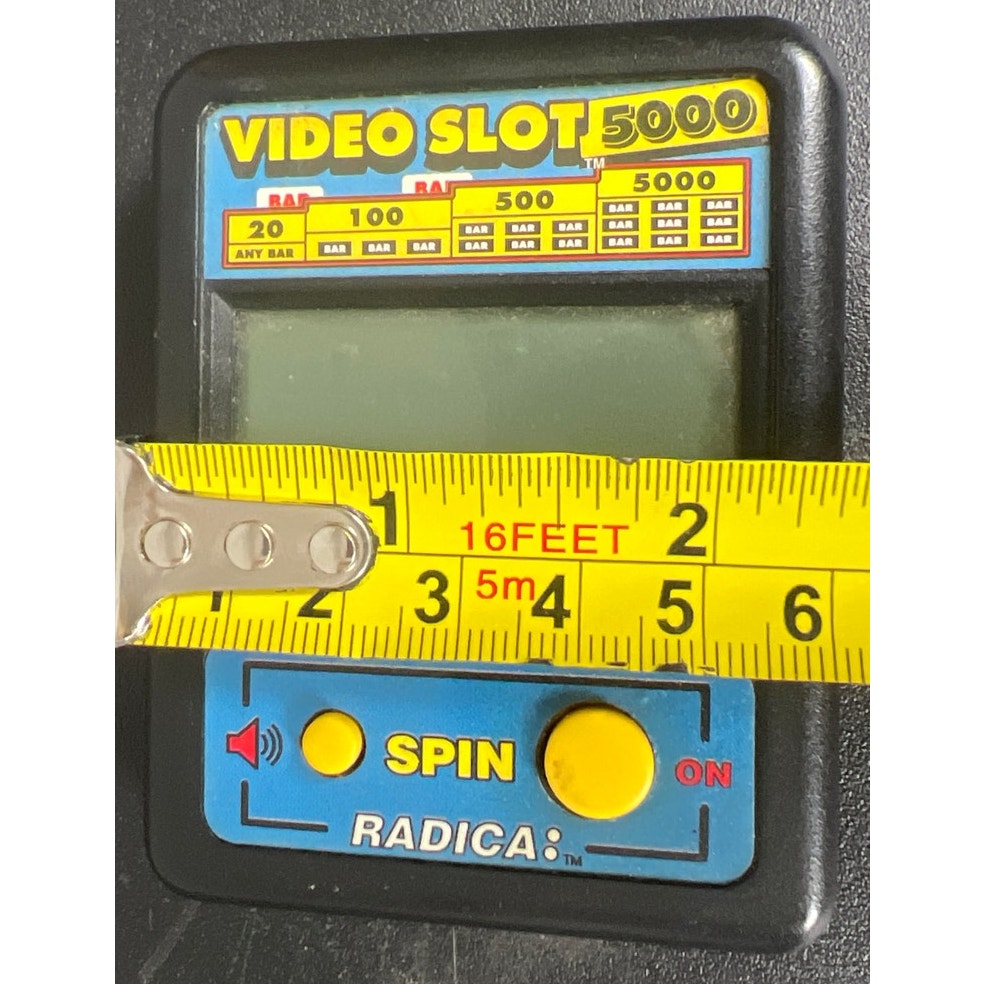 VIDEO SLOT 5000
TM
BAR BAR
20 100 500 5000
BAR BAR BAR
BAR BAR BAR BAR BAR BAR
ANY BAR BAR BAR BAR BAR BAR BAR BAR BAR BAR
1 16FEET 2
1 2 3 5m 4 5 6
SPIN ON
RADICA: TM